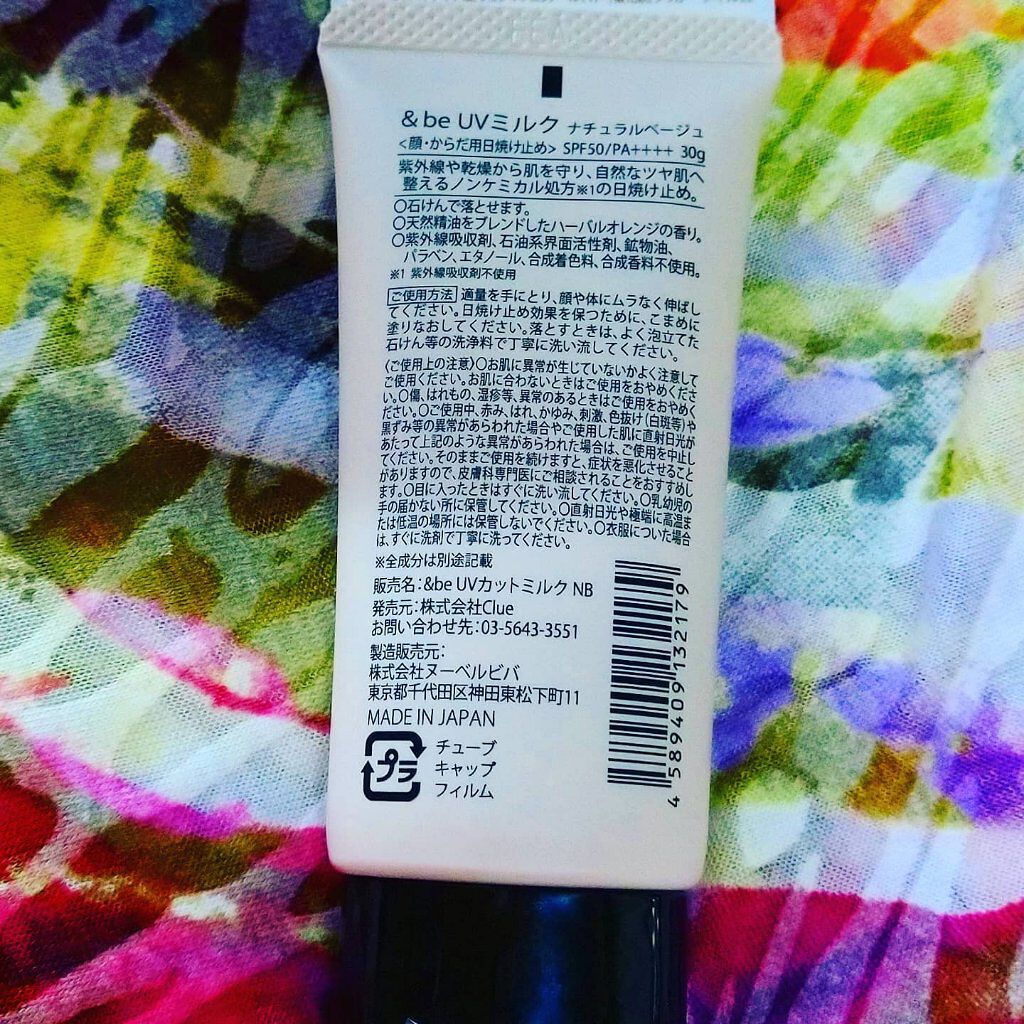 & be UVミルク ナチュラルベージュ
<顔・からだ用日焼け止め> SPF50/PA++++ 30g
紫外線や乾燥から肌を守り、自然なツヤ肌へ
整えるノンケミカル処方※1の日焼け止め。
○石けんで落とせます。
○天然精油をブレンドしたハーバルオレンジの香り。
○紫外線吸収剤、石油系界面活性剤、鉱物油、
パラベン、エタノール、合成着色料、合成香料不使用。
※1 紫外線吸収剤不使用
ご使用方法 適量を手にとり、顔や体にムラなく伸ばし
てください。日焼け止め効果を保つために、こまめに
塗りなおしてください。落とすときは、よく泡立てた
石けん等の洗浄料で丁寧に洗い流してください。
〈ご使用上の注意〉○お肌に異常が生じていないかよく注意して
ご使用ください。お肌に合わないときはご使用をおやめくださ
い。○傷、はれもの、湿疹等、異常のあるときはご使用をおやめく
ださい。○ご使用中、赤み、はれ、かゆみ、刺激、色抜け(白斑等)や
黒ずみ等の異常があらわれた場合やご使用した肌に直射日光が
あたって上記のような異常があらわれた場合は、ご使用を中止し
てください。そのままご使用を続けますと、症状を悪化させること
がありますので、皮膚科専門医にご相談されることをおすすめし
ます。○目に入ったときはすぐに洗い流してください。○乳幼児の
手の届かない所に保管してください。○直射日光や極端に高温ま
たは低温の場所には保管しないでください。○衣服についた場合
は、すぐに洗剤で丁寧に洗ってください。
※全成分は別途記載
販売名:&be UVカットミルク NB
発売元:株式会社Clue
お問い合わせ先:03-5643-3551
製造販売元:
株式会社ヌーベルビバ
東京都千代田区神田東松下町11
MADE IN JAPAN
プラ チューブ
キャップ
フィルム
4 589409 132179